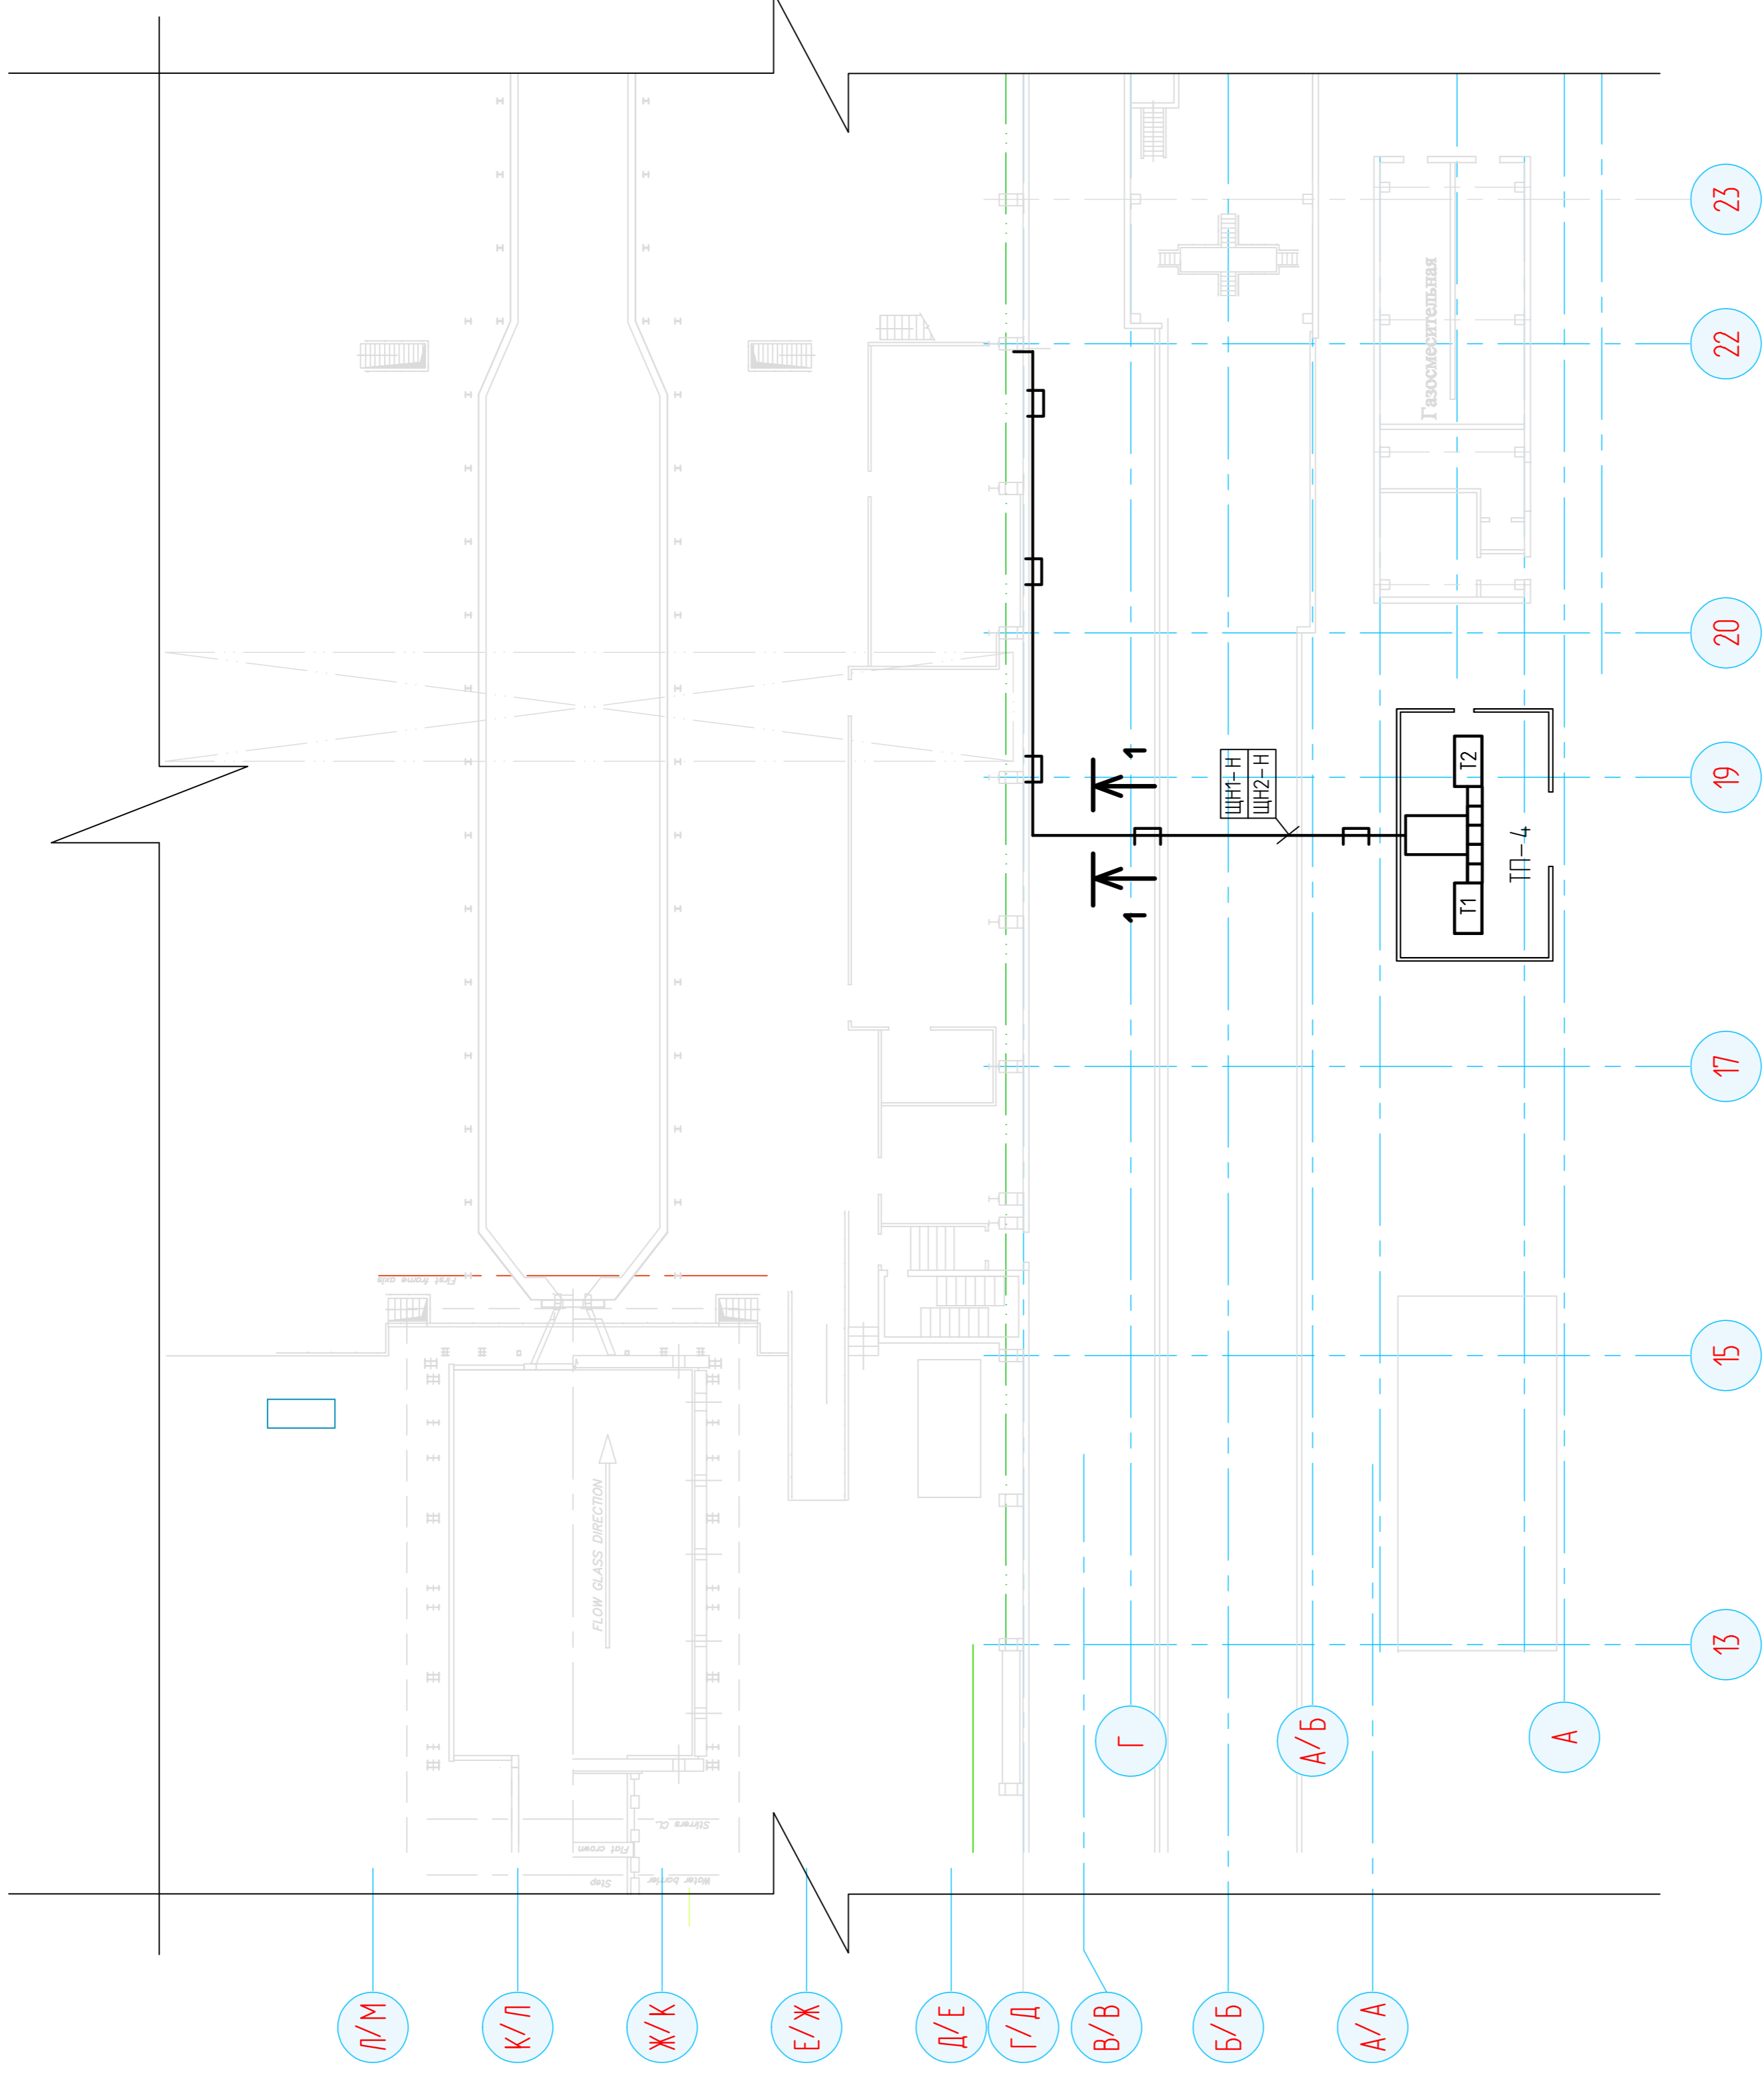 23
22
20
19
17
15
13
Газосмесительная
1
1
ЩН1-Н
ЩН2-Н
Т2
Т1
ТП-4
First frame axis
FLOW GLASS DIRECTION
Stirrers CL
Flat crown
Step
Water barrier
Г
А/Б
А
Л/М
К/Л
Ж/К
Е/Ж
Д/Е
Г/Д
В/В
Б/Б
А/А